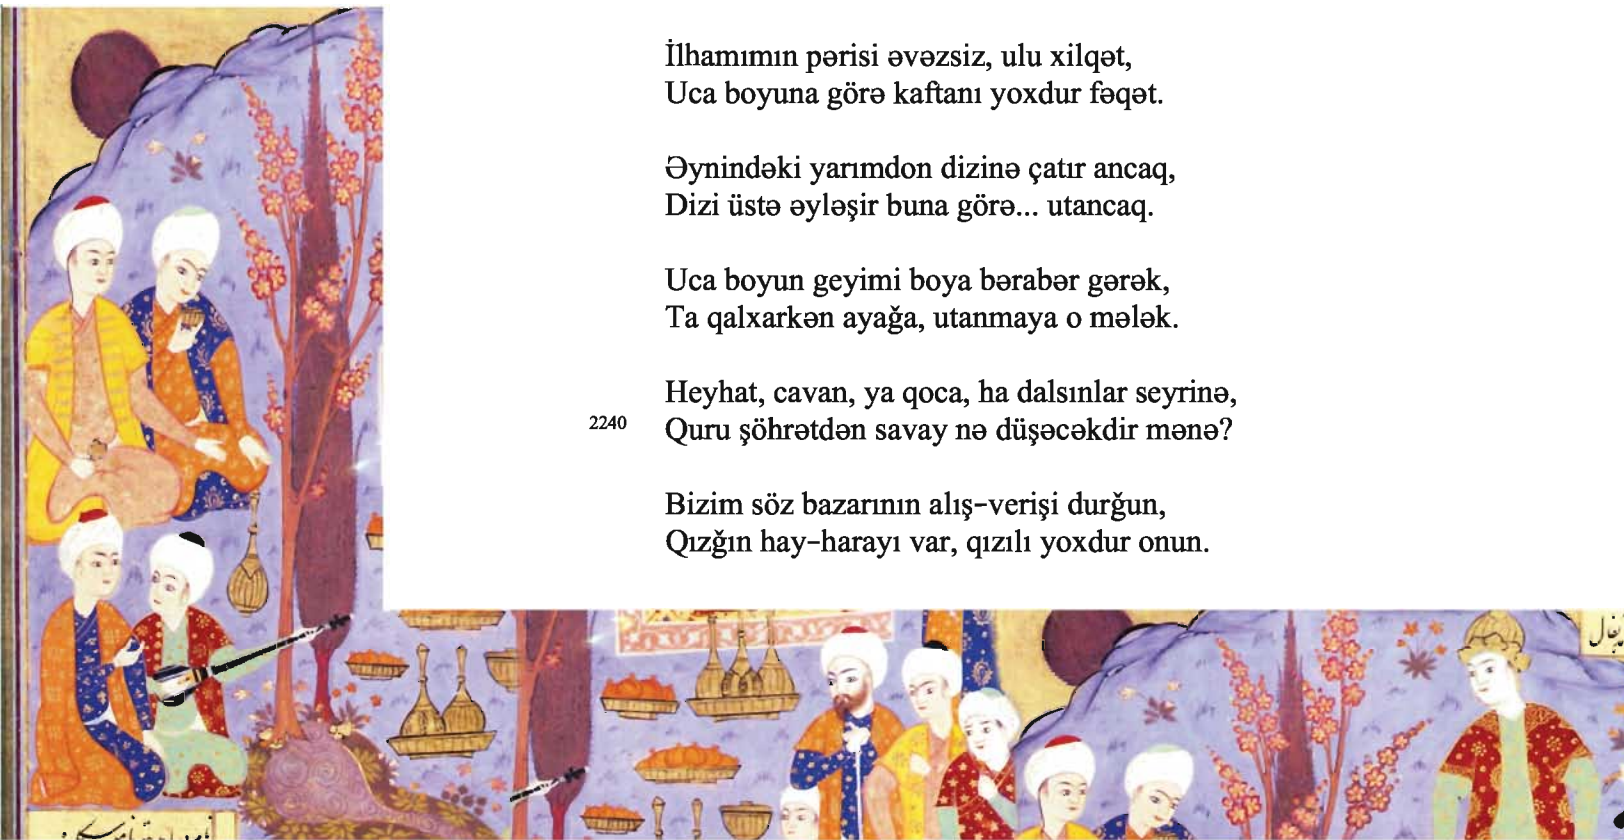 İlhamımın pərisi əvəzsiz, ulu xilqət,
Uca boyuna görə kaftanı yoxdur fəqət.
Əynindəki yarımdon dizinə çatır ancaq,
Dizi üstə əyləşir buna görə... utancaq.
Uca boyun geyimi boya bərabər gərək,
Ta qalxarkən ayağa, utanmaya o mələk.
Heyhat, cavan, ya qoca, ha dalsınlar seyrinə,
2240 Quru şöhrətdən savay nə düşəcəkdir mənə?
Bizim söz bazarının alış-verişi durğun,
Qızğın hay-harayı var, qızılı yoxdur onun.